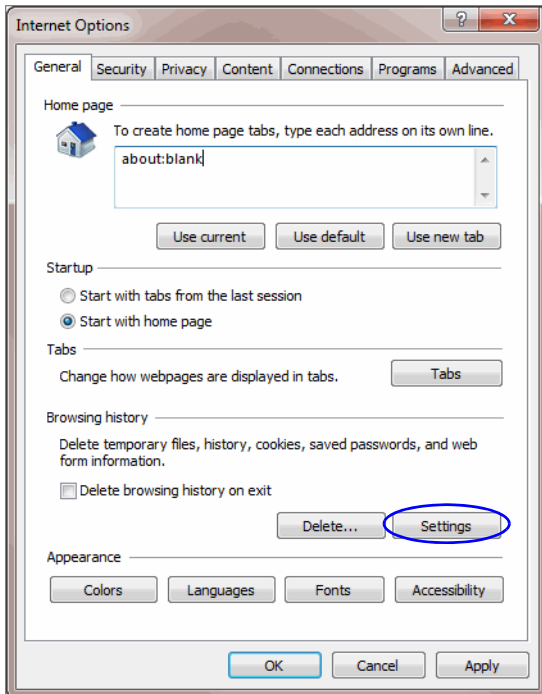 Internet Options
?
X
General Security Privacy Content Connections Programs Advanced
Home page
To create home page tabs, type each address on its own line.
about:blank
Use current Use default Use new tab
Startup
Start with tabs from the last session
Start with home page
Tabs
Change how webpages are displayed in tabs. Tabs
Browsing history
Delete temporary files, history, cookies, saved passwords, and web
form information.
Delete browsing history on exit
Delete... Settings
Appearance
Colors Languages Fonts Accessibility
OK Cancel Apply